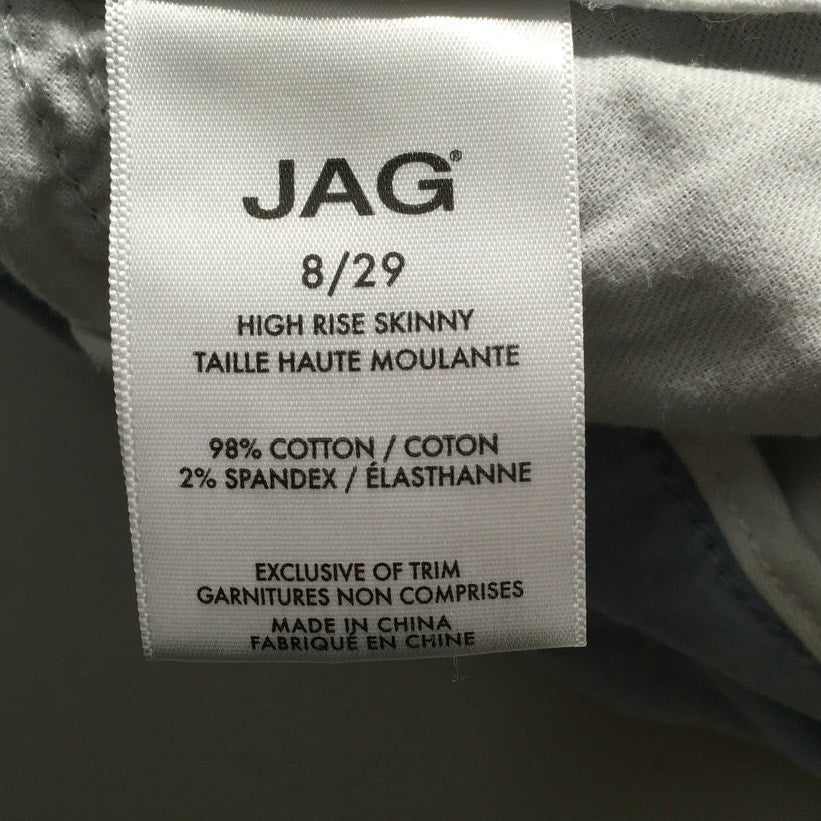 JAG®
8/29
HIGH RISE SKINNY
TAILLE HAUTE MOULANTE
98% COTTON / COTON
2% SPANDEX / ÉLASTHANNE
EXCLUSIVE OF TRIM
GARNITURES NON COMPRISES
MADE IN CHINA
FABRIQUÉ EN CHINE